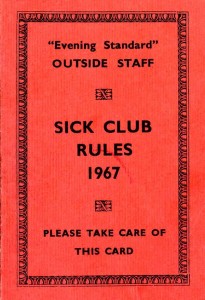 "Evening Standard"
OUTSIDE STAFF
SICK CLUB
RULES
1967
PLEASE TAKE CARE OF
THIS CARD